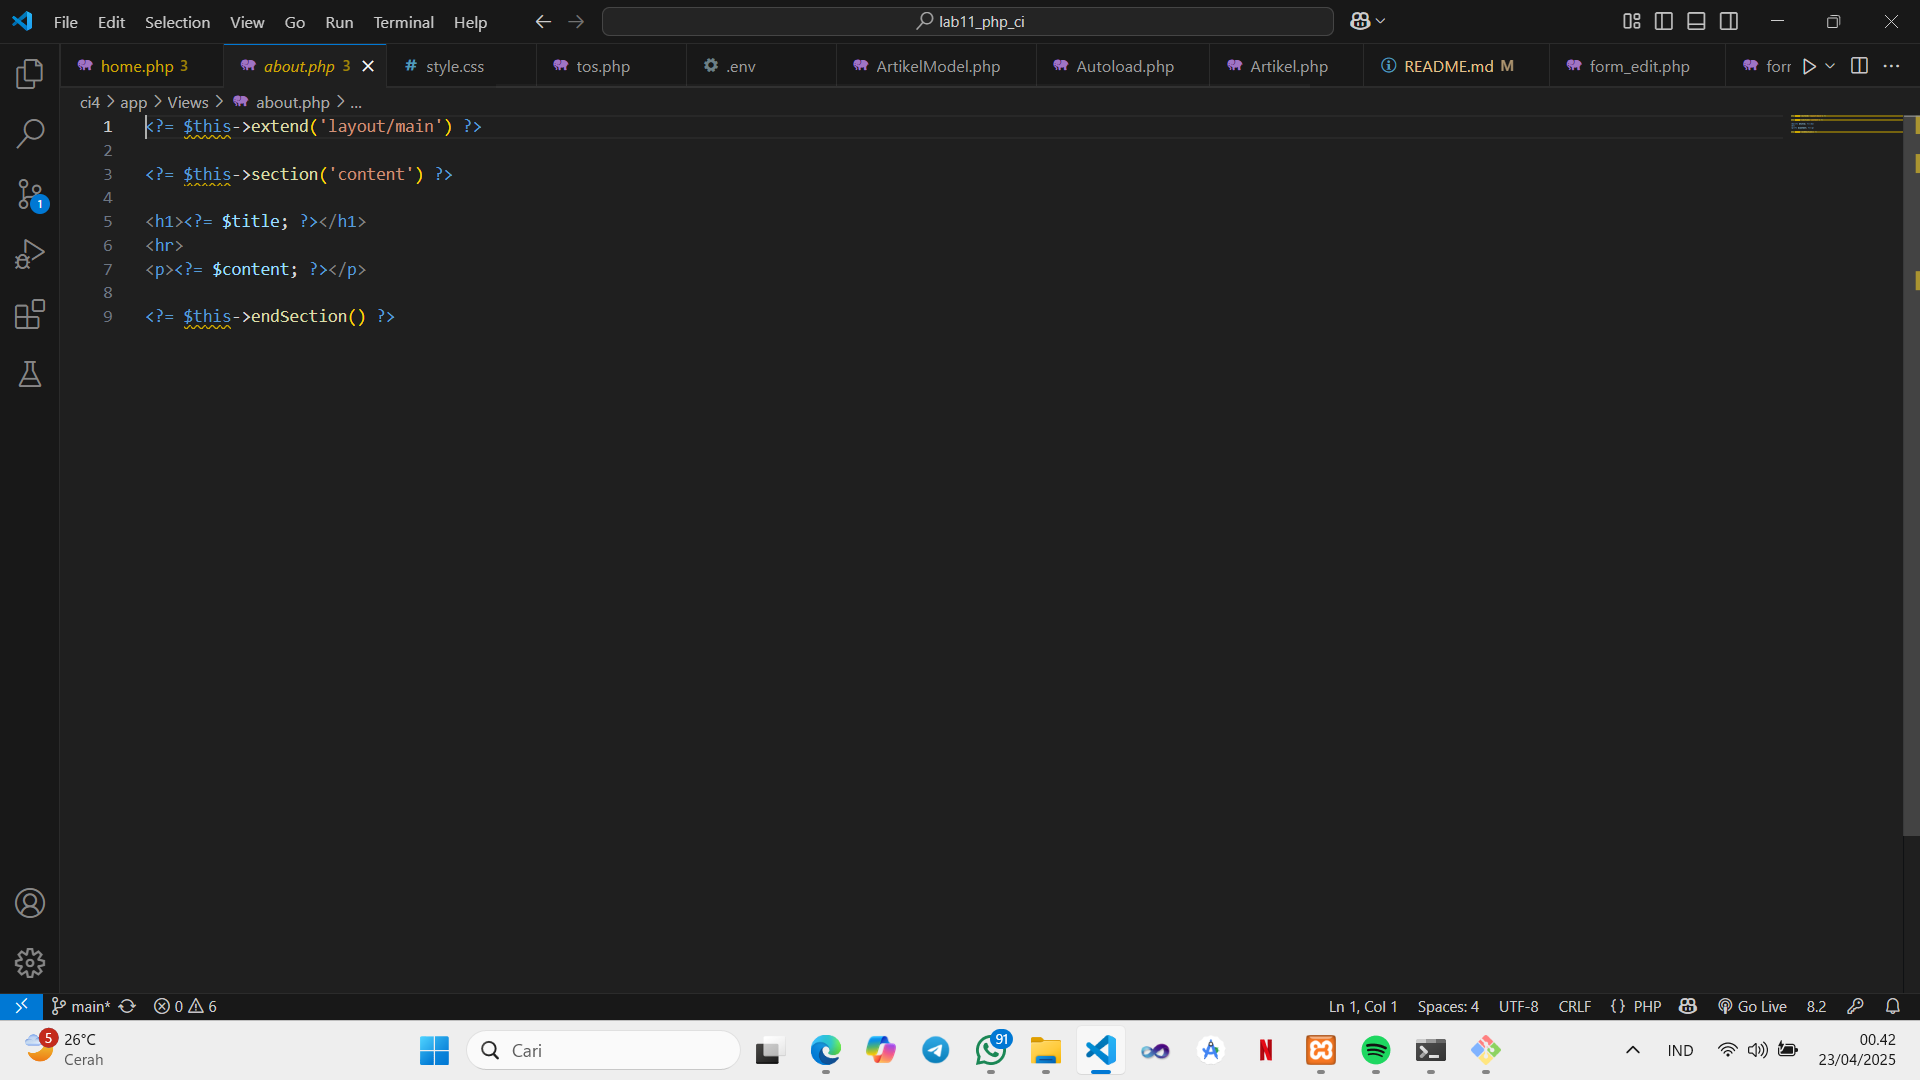 File Edit Selection View Go Run Terminal Help lab11_php_ci
home.php 3 about.php 3 # style.css tos.php .env ArtikelModel.php Autoload.php Artikel.php README.md M form_edit.php forr
ci4 > app > Views > about.php > ...
1 <?= $this->extend('layout/main') ?>
2
3 <?= $this->section('content') ?>
4
5 <h1><?= $title; ?></h1>
6 <hr>
7 <p><?= $content; ?></p>
8
9 <?= $this->endSection() ?>
1
main* 0 6 Ln 1, Col 1 Spaces: 4 UTF-8 CRLF {} PHP Go Live 8.2
5 26°C
Cerah
Cari
91
N
IND
00.42
23/04/2025